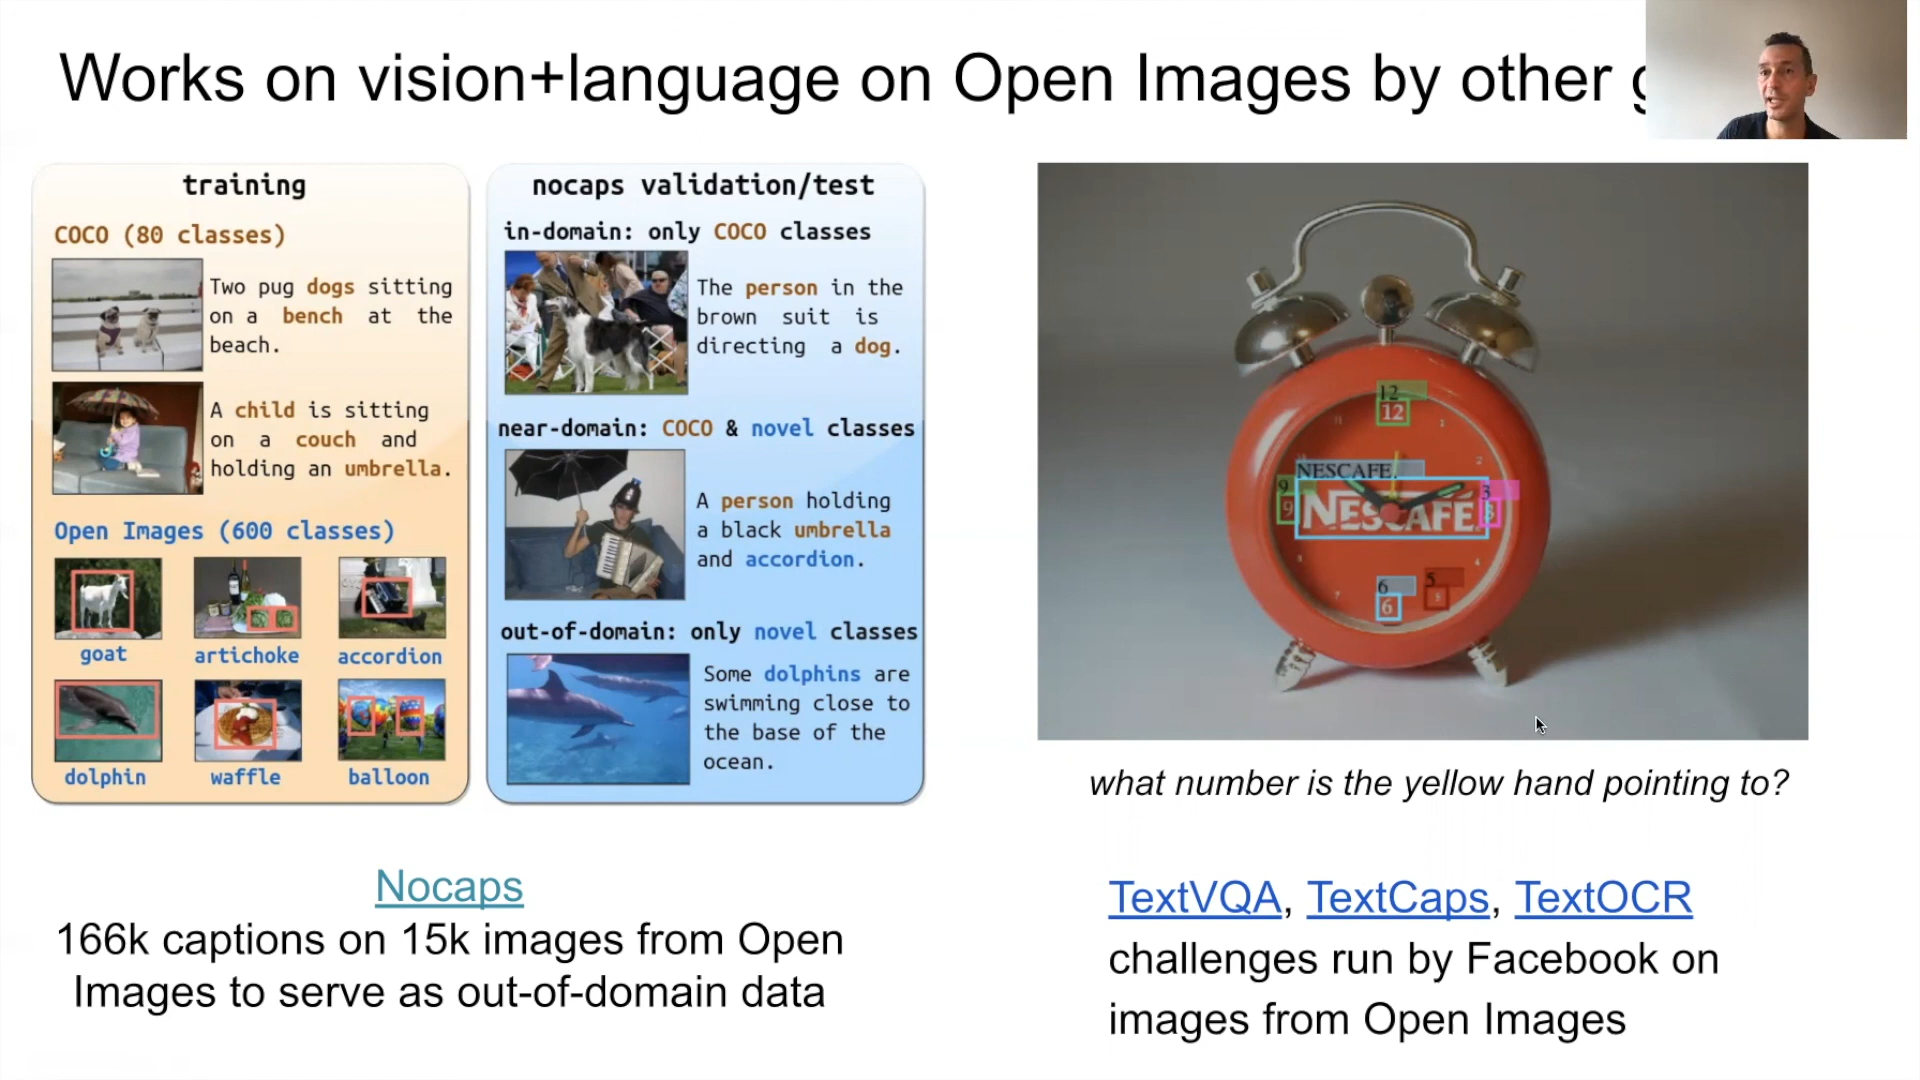 Works on vision+language on Open Images by other
training
COCO (80 classes)
Two pug dogs sitting
on a bench at the
beach.
A child is sitting
on a couch and
holding an umbrella.
Open Images (600 classes)
goat artichoke accordion
dolphin waffle balloon
nocaps validation/test
in-domain: only COCO classes
The person in the
brown suit is
directing a dog.
near-domain: COCO & novel classes
A person holding
a black umbrella
and accordion.
out-of-domain: only novel classes
Some dolphins are
swimming close to
the base of the
ocean.
12
12
NESCAFE.
9 3
9 NESCAFÉ.
6 5
6
what number is the yellow hand pointing to?
Nocaps
166k captions on 15k images from Open
Images to serve as out-of-domain data
TextVQA, TextCaps, TextOCR
challenges run by Facebook on
images from Open Images